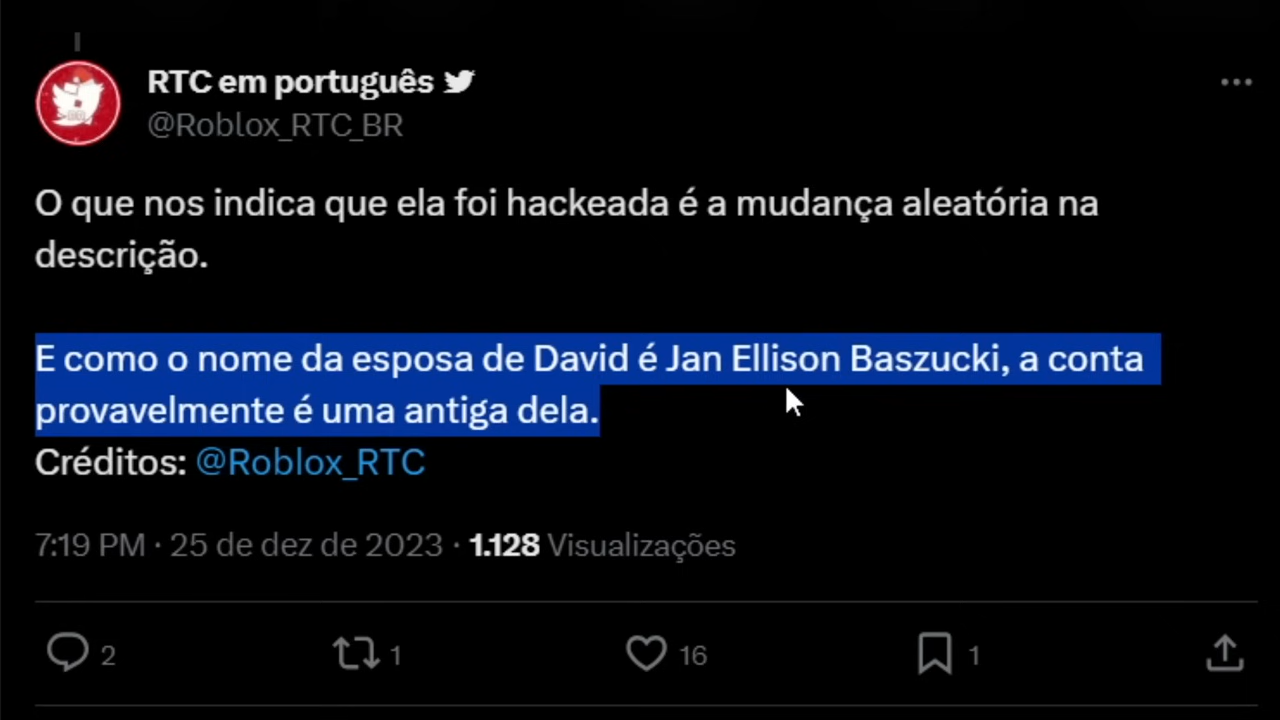 RTC em português
@Roblox_RTC_BR
O que nos indica que ela foi hackeada é a mudança aleatória na
descrição.
E como o nome da esposa de David é Jan Ellison Baszucki, a conta
provavelmente é uma antiga dela.
Créditos: @Roblox_RTC
7:19 PM · 25 de dez de 2023 · 1.128 Visualizações
2 1 16 1